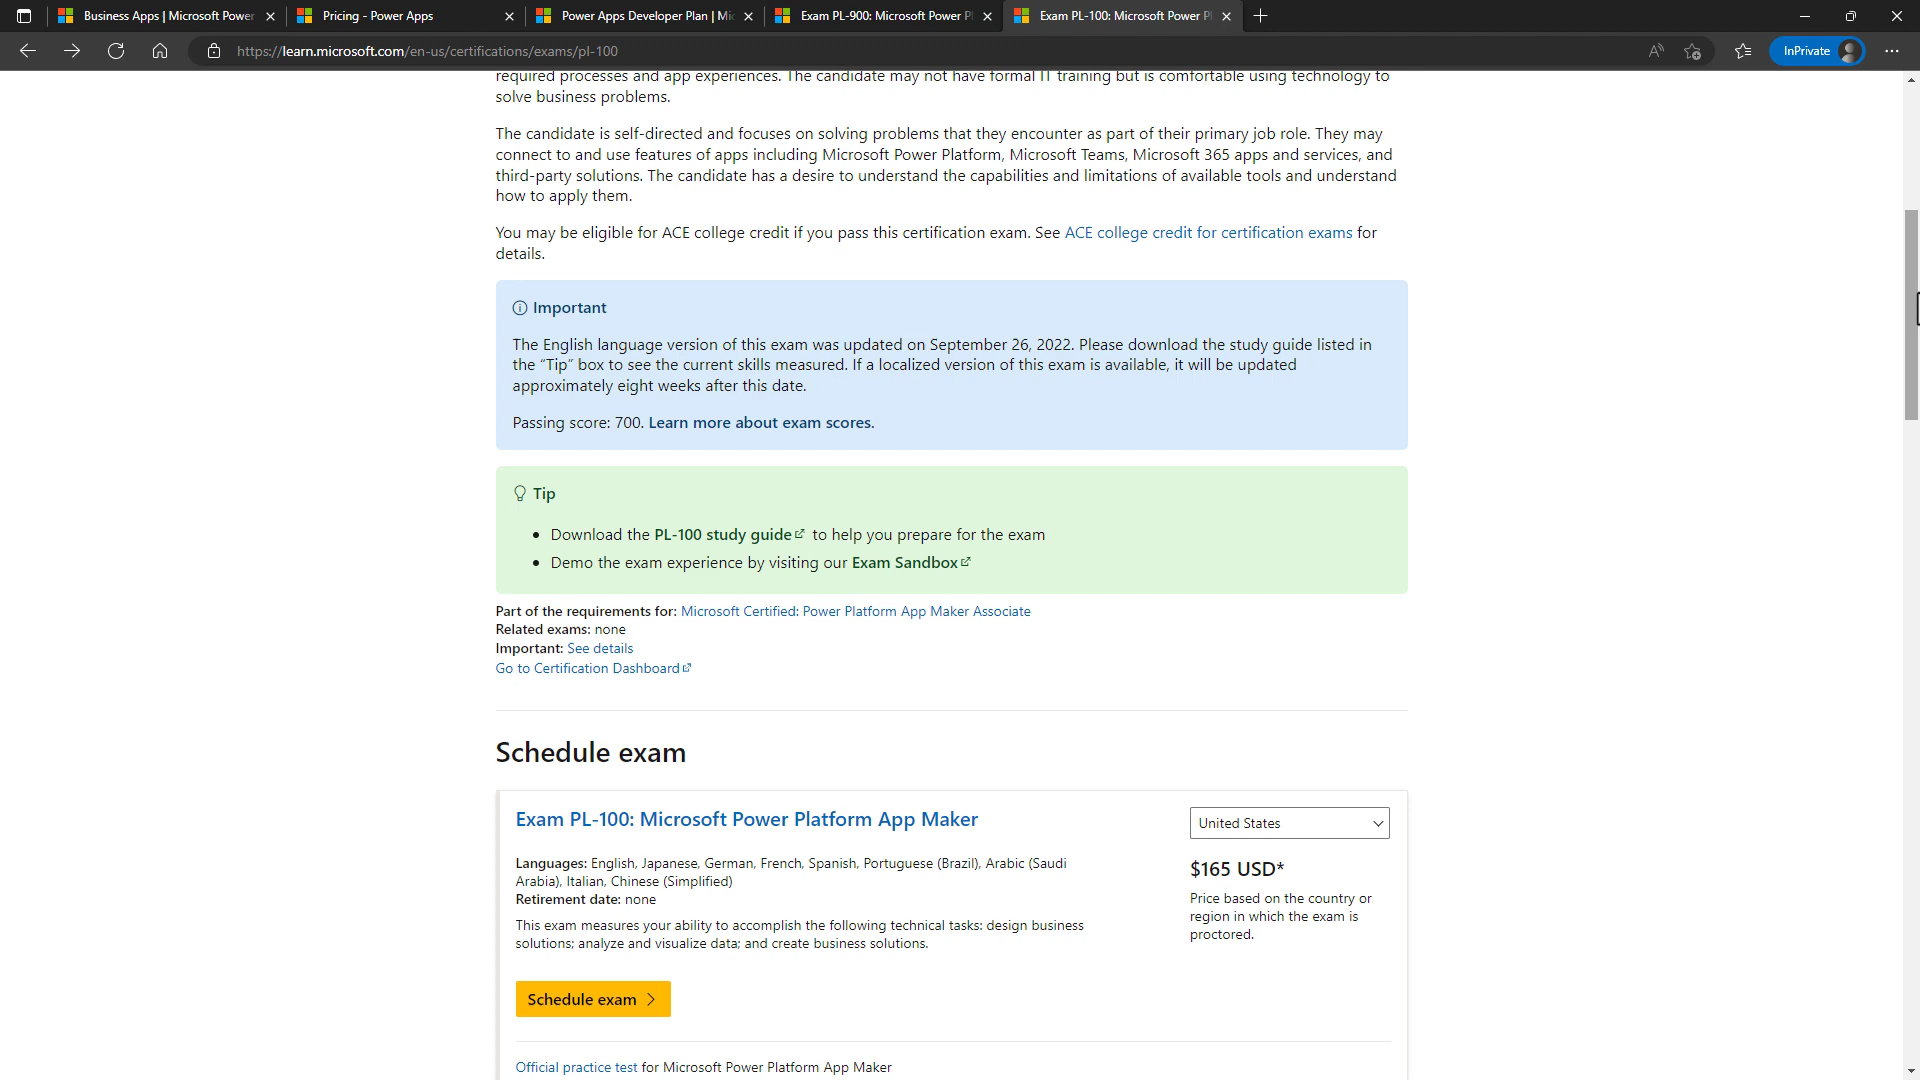 Business Apps | Microsoft Power
Pricing - Power Apps
Power Apps Developer Plan | Mi
Exam PL-900: Microsoft Power P
Exam PL-100: Microsoft Power P
https://learn.microsoft.com/en-us/certifications/exams/pl-100
InPrivate
required processes and app experiences. The candidate may not have formal IT training but is comfortable using technology to
solve business problems.
The candidate is self-directed and focuses on solving problems that they encounter as part of their primary job role. They may
connect to and use features of apps including Microsoft Power Platform, Microsoft Teams, Microsoft 365 apps and services, and
third-party solutions. The candidate has a desire to understand the capabilities and limitations of available tools and understand
how to apply them.
You may be eligible for ACE college credit if you pass this certification exam. See ACE college credit for certification exams for
details.
Important
The English language version of this exam was updated on September 26, 2022. Please download the study guide listed in
the “Tip” box to see the current skills measured. If a localized version of this exam is available, it will be updated
approximately eight weeks after this date.
Passing score: 700. Learn more about exam scores.
Tip
• Download the PL-100 study guide to help you prepare for the exam
• Demo the exam experience by visiting our Exam Sandbox
Part of the requirements for: Microsoft Certified: Power Platform App Maker Associate
Related exams: none
Important: See details
Go to Certification Dashboard
Schedule exam
Exam PL-100: Microsoft Power Platform App Maker
United States
Languages: English, Japanese, German, French, Spanish, Portuguese (Brazil), Arabic (Saudi
Arabia), Italian, Chinese (Simplified)
Retirement date: none
$165 USD*
Price based on the country or
region in which the exam is
proctored.
This exam measures your ability to accomplish the following technical tasks: design business
solutions; analyze and visualize data; and create business solutions.
Schedule exam
Official practice test for Microsoft Power Platform App Maker